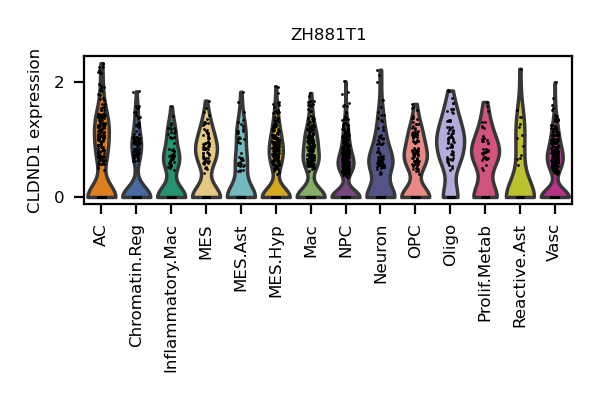 ZH881T1
CLDND1 expression
2
0
AC
Chromatin.Reg
Inflammatory.Mac
MES
MES.Ast
MES.Hyp
Mac
NPC
Neuron
OPC
Oligo
Prolif.Metab
Reactive.Ast
Vasc